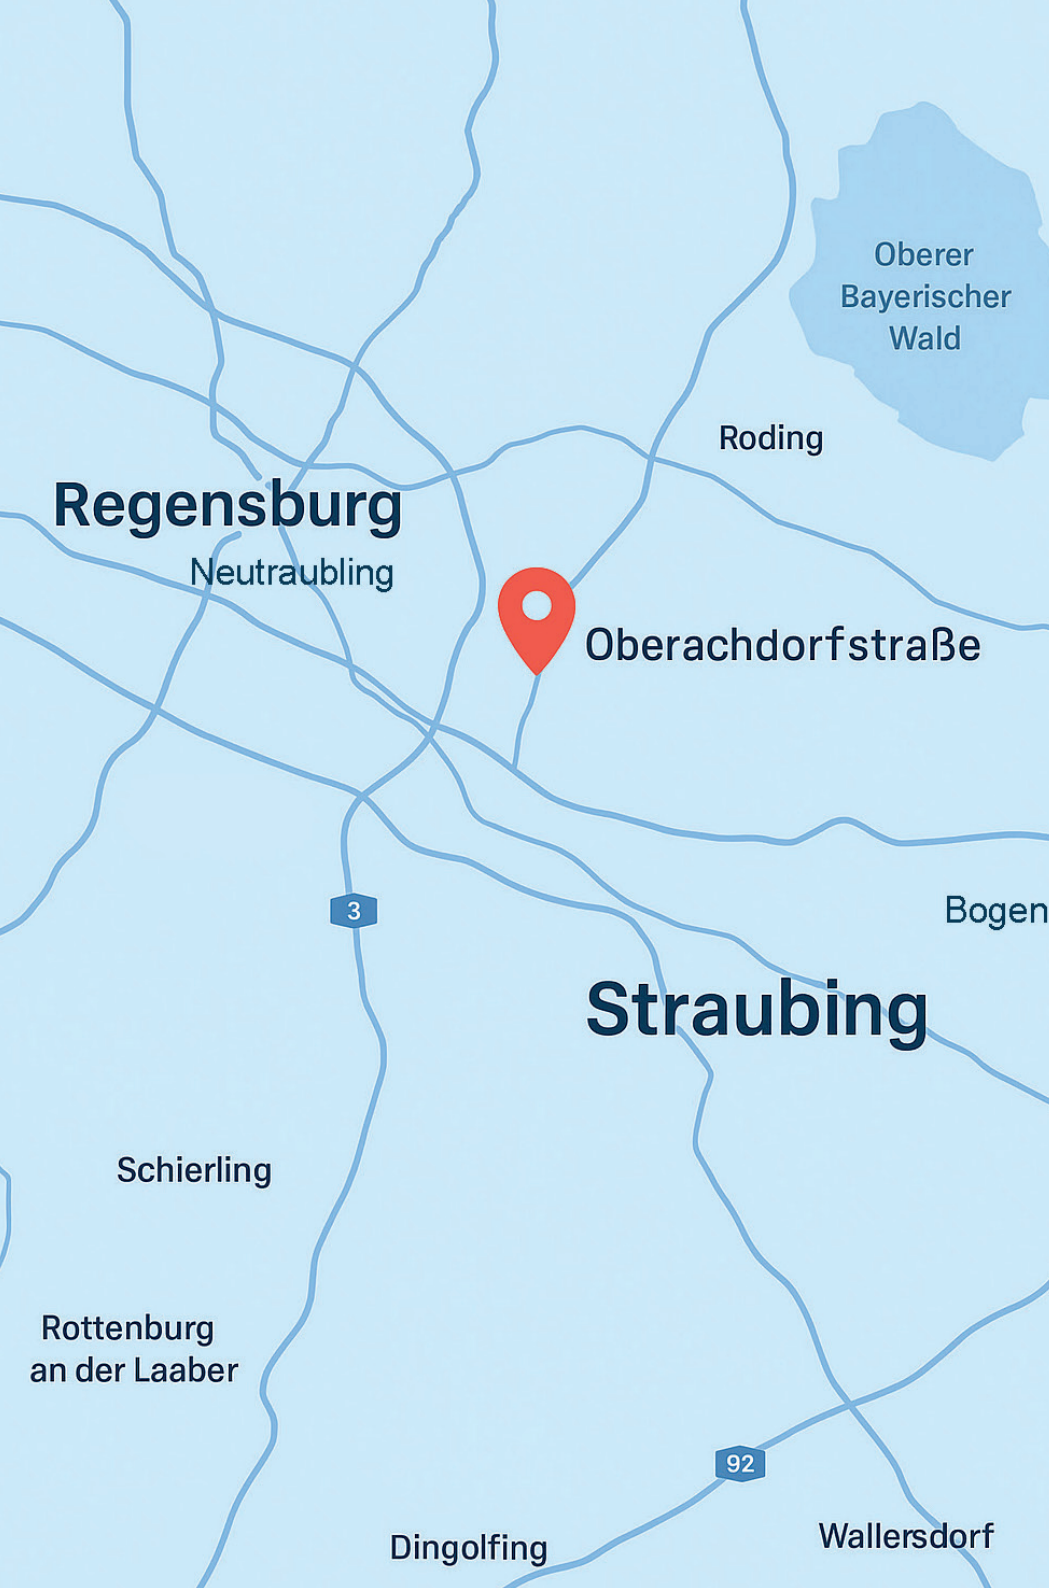 Oberer
Bayerischer
Wald
Roding
Regensburg
Neutraubling
Oberachdorfstraße
3
Bogen
Straubing
Schierling
Rottenburg
an der Laaber
92
Wallersdorf
Dingolfing